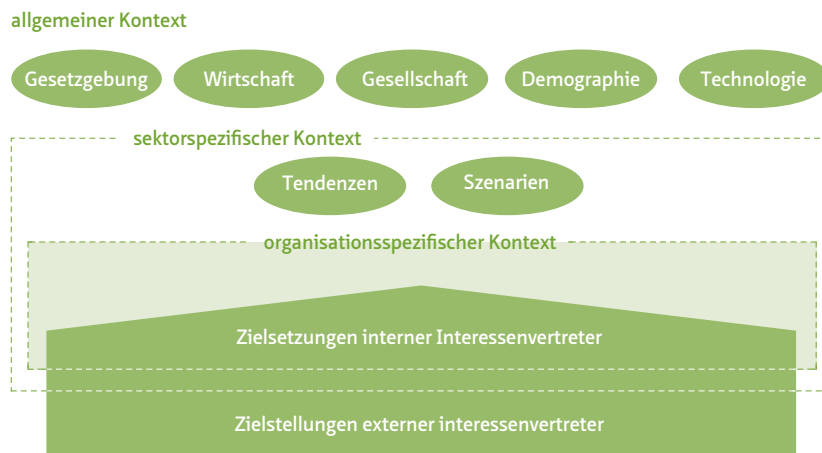 allgemeiner Kontext
Gesetzgebung Wirtschaft Gesellschaft Demographie Technologie
sektorspezifischer Kontext
Tendenzen Szenarien
organisationsspezifischer Kontext
Zielsetzungen interner Interessenvertreter
Zielstellungen externer interessenvertreter